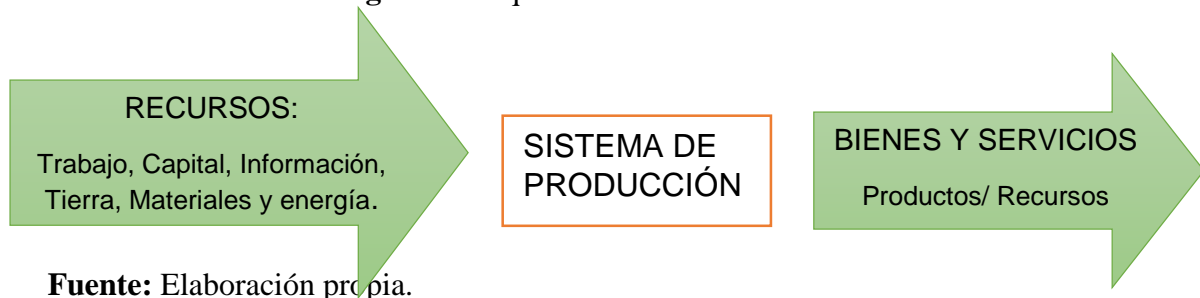 RECURSOS:
Trabajo, Capital, Información,
Tierra, Materiales y energía.
SISTEMA DE
PRODUCCIÓN
BIENES Y SERVICIOS
Productos/ Recursos
Fuente: Elaboración propia.